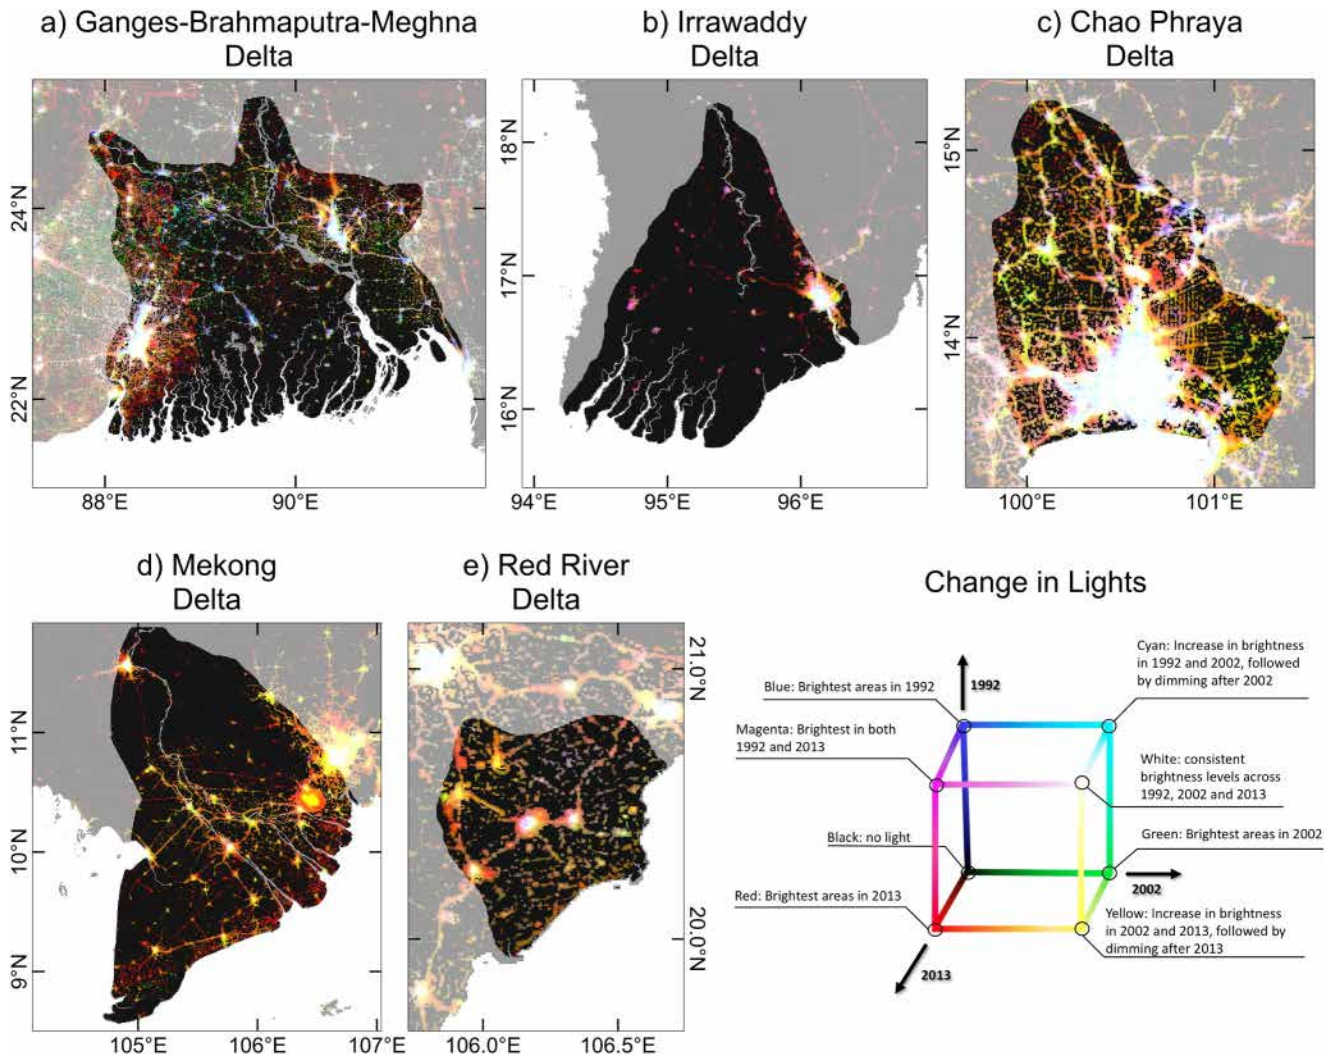 a) Ganges-Brahmaputra-Meghna
Delta
b) Irrawaddy
Delta
c) Chao Phraya
Delta
24°N
22°N
88°E
90°E
18°N
17°N
16°N
94°E
95°E
96°E
15°N
14°N
100°E
101°E
d) Mekong
Delta
e) Red River
Delta
11°N
10°N
9°N
105°E
106°E
107°E
21.0°N
20.0°N
106.0°E
106.5°E
Change in Lights
Cyan: Increase in brightness
in 1992 and 2002, followed
by dimming after 2002
Blue: Brightest areas in 1992
1992
Magenta: Brightest in both
1992 and 2013
White: consistent
brightness levels across
1992, 2002 and 2013
Black: no light
Green: Brightest areas in 2002
2002
Red: Brightest areas in 2013
Yellow: Increase in brightness
in 2002 and 2013, followed by
dimming after 2013
2013